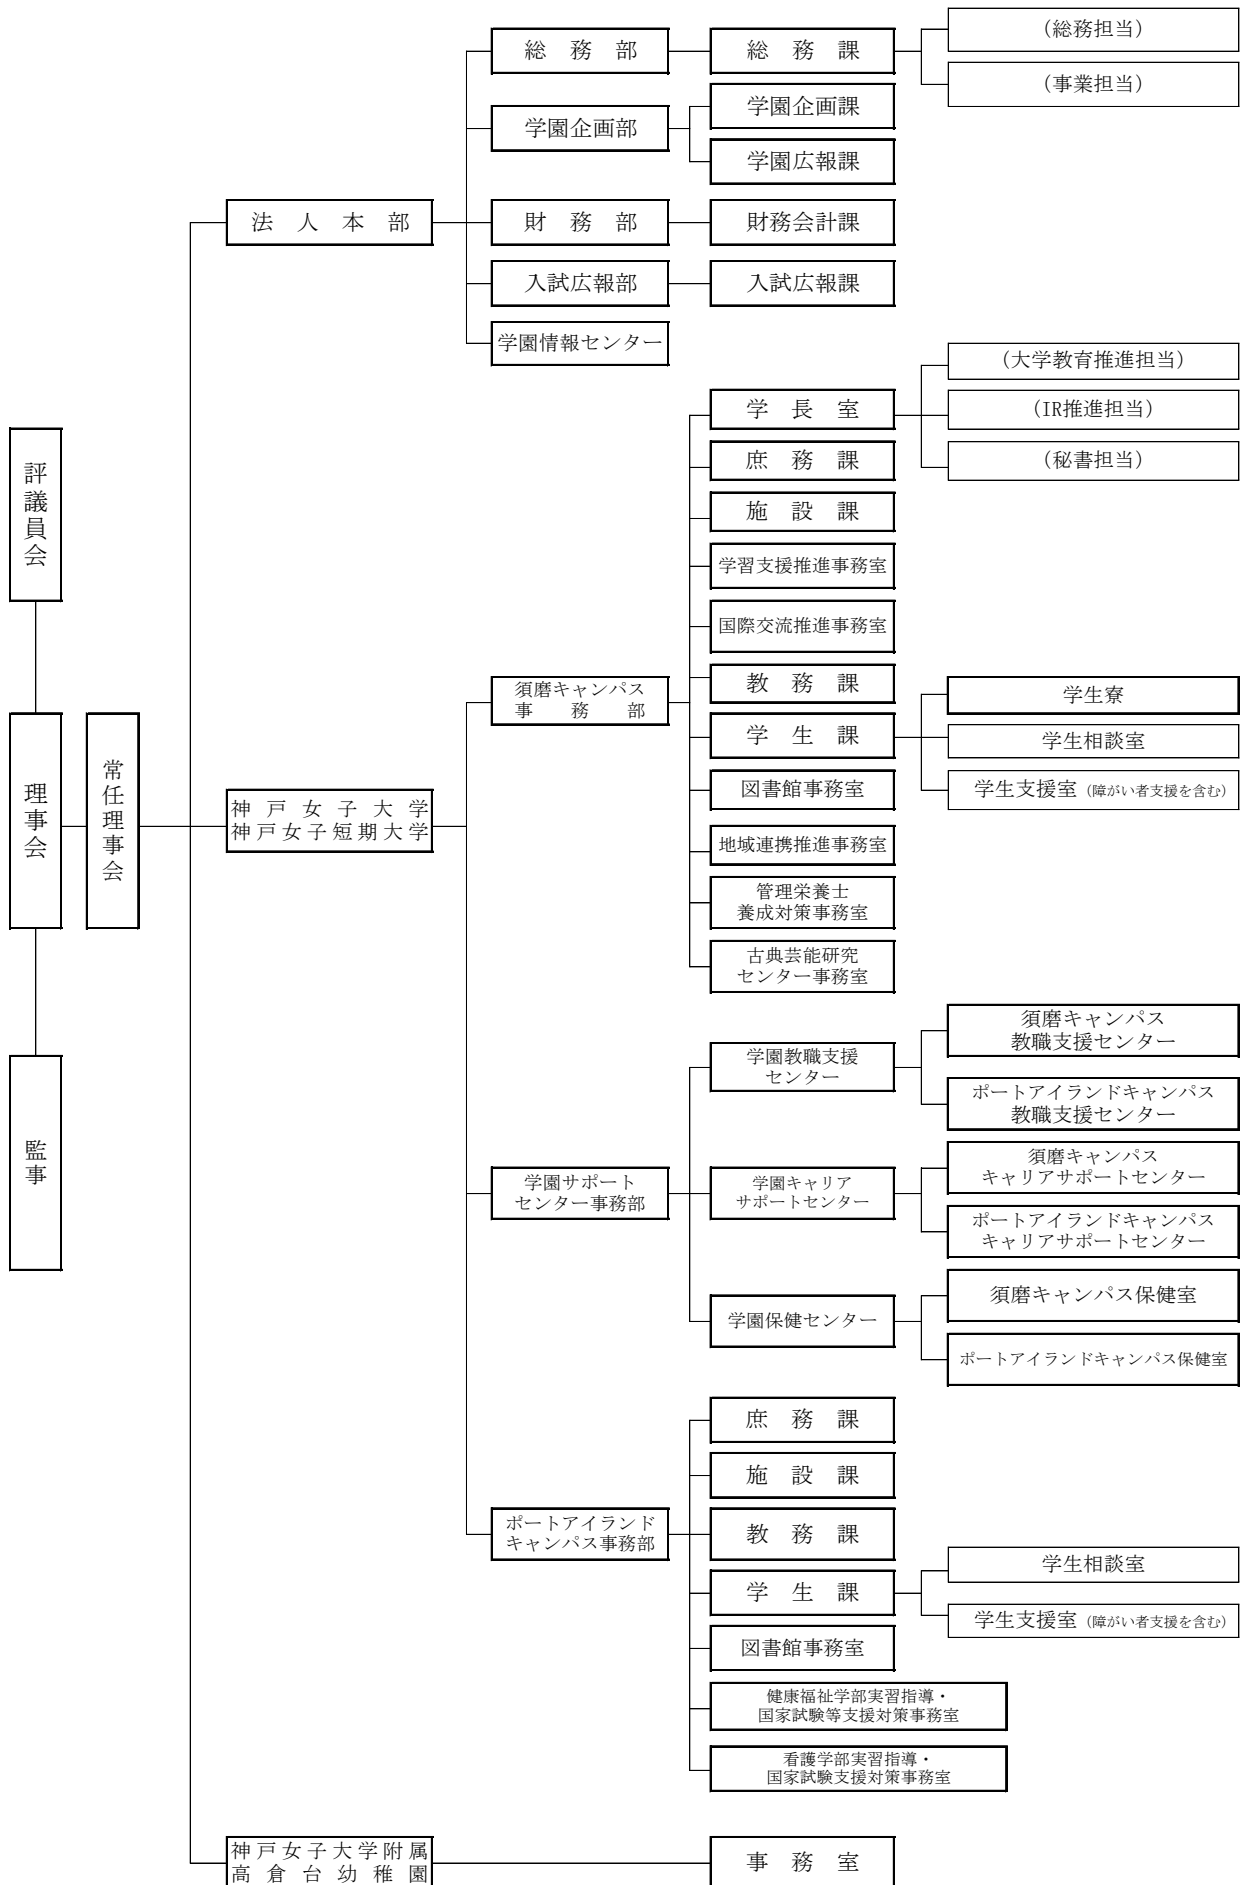 評議員会
理事会
監事
常任理事会
法人本部
総務部
総務課
(総務担当)
(事業担当)
学園企画部
学園企画課
学園広報課
財務部
財務会計課
入試広報部
入試広報課
学園情報センター
神戸女子大学
神戸女子短期大学
須磨キャンパス
事務部
学長室
(大学教育推進担当)
(IR推進担当)
(秘書担当)
庶務課
施設課
学習支援推進事務室
国際交流推進事務室
教務課
学生課
学生寮
学生相談室
学生支援室(障がい者支援を含む)
図書館事務室
地域連携推進事務室
管理栄養士
養成対策事務室
古典芸能研究
センター事務室
学園サポート
センター事務部
学園教職支援
センター
須磨キャンパス
教職支援センター
ポートアイランドキャンパス
教職支援センター
学園キャリア
サポートセンター
須磨キャンパス
キャリアサポートセンター
ポートアイランドキャンパス
キャリアサポートセンター
学園保健センター
須磨キャンパス保健室
ポートアイランドキャンパス保健室
ポートアイランド
キャンパス事務部
庶務課
施設課
教務課
学生課
学生相談室
学生支援室(障がい者支援を含む)
図書館事務室
健康福祉学部実習指導・
国家試験等支援対策事務室
看護学部実習指導・
国家試験支援対策事務室
神戸女子大学附属
高倉台幼稚園
事務室